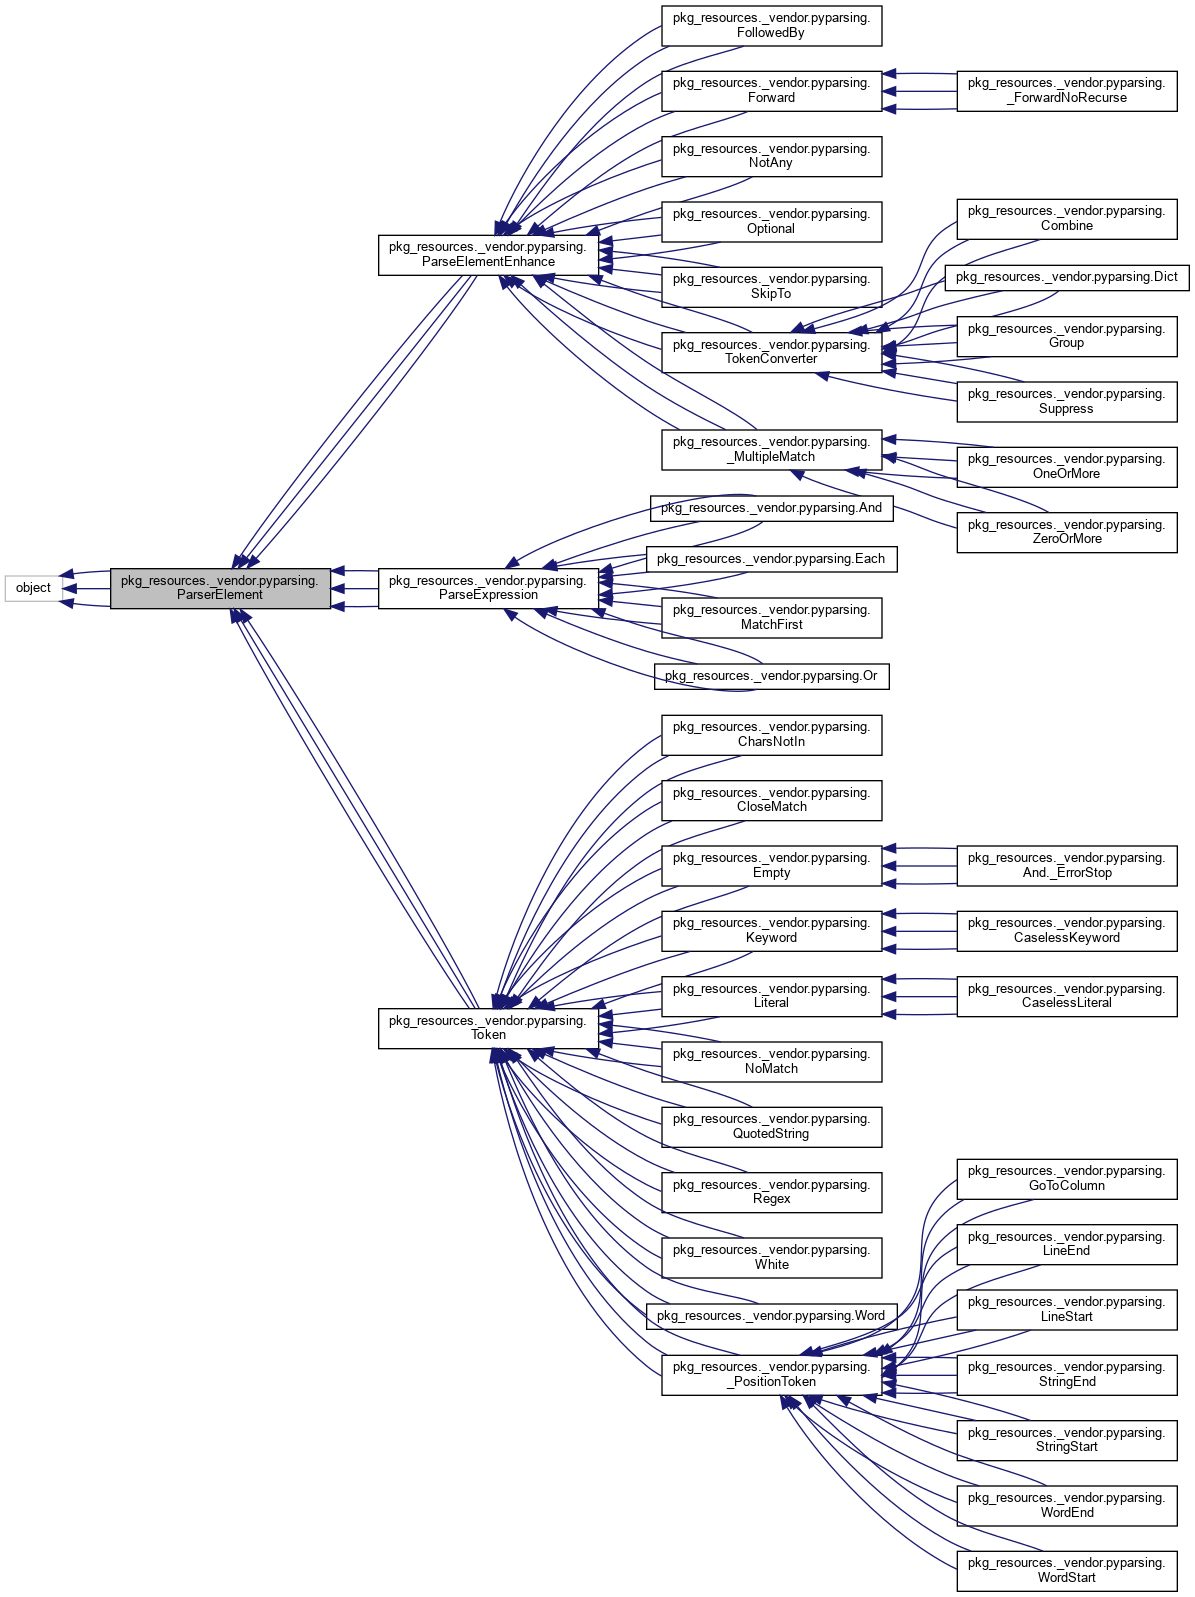 pkg_resources._vendor.pyparsing.
FollowedBy
pkg_resources._vendor.pyparsing.
Forward
pkg_resources._vendor.pyparsing.
_ForwardNoRecurse
pkg_resources._vendor.pyparsing.
NotAny
pkg_resources._vendor.pyparsing.
Optional
pkg_resources._vendor.pyparsing.
Combine
pkg_resources._vendor.pyparsing.
ParseElementEnhance
pkg_resources._vendor.pyparsing.
SkipTo
pkg_resources._vendor.pyparsing.Dict
pkg_resources._vendor.pyparsing.
TokenConverter
pkg_resources._vendor.pyparsing.
Group
pkg_resources._vendor.pyparsing.
Suppress
pkg_resources._vendor.pyparsing.
_MultipleMatch
pkg_resources._vendor.pyparsing.
OneOrMore
pkg_resources._vendor.pyparsing.And
pkg_resources._vendor.pyparsing.
ZeroOrMore
pkg_resources._vendor.pyparsing.Each
object
pkg_resources._vendor.pyparsing.
ParserElement
pkg_resources._vendor.pyparsing.
ParseExpression
pkg_resources._vendor.pyparsing.
MatchFirst
pkg_resources._vendor.pyparsing.Or
pkg_resources._vendor.pyparsing.
CharsNotIn
pkg_resources._vendor.pyparsing.
CloseMatch
pkg_resources._vendor.pyparsing.
Empty
pkg_resources._vendor.pyparsing.
And._ErrorStop
pkg_resources._vendor.pyparsing.
Keyword
pkg_resources._vendor.pyparsing.
CaselessKeyword
pkg_resources._vendor.pyparsing.
Literal
pkg_resources._vendor.pyparsing.
CaselessLiteral
pkg_resources._vendor.pyparsing.
Token
pkg_resources._vendor.pyparsing.
NoMatch
pkg_resources._vendor.pyparsing.
QuotedString
pkg_resources._vendor.pyparsing.
Regex
pkg_resources._vendor.pyparsing.
GoToColumn
pkg_resources._vendor.pyparsing.
White
pkg_resources._vendor.pyparsing.
LineEnd
pkg_resources._vendor.pyparsing.Word
pkg_resources._vendor.pyparsing.
LineStart
pkg_resources._vendor.pyparsing.
_PositionToken
pkg_resources._vendor.pyparsing.
StringEnd
pkg_resources._vendor.pyparsing.
StringStart
pkg_resources._vendor.pyparsing.
WordEnd
pkg_resources._vendor.pyparsing.
WordStart